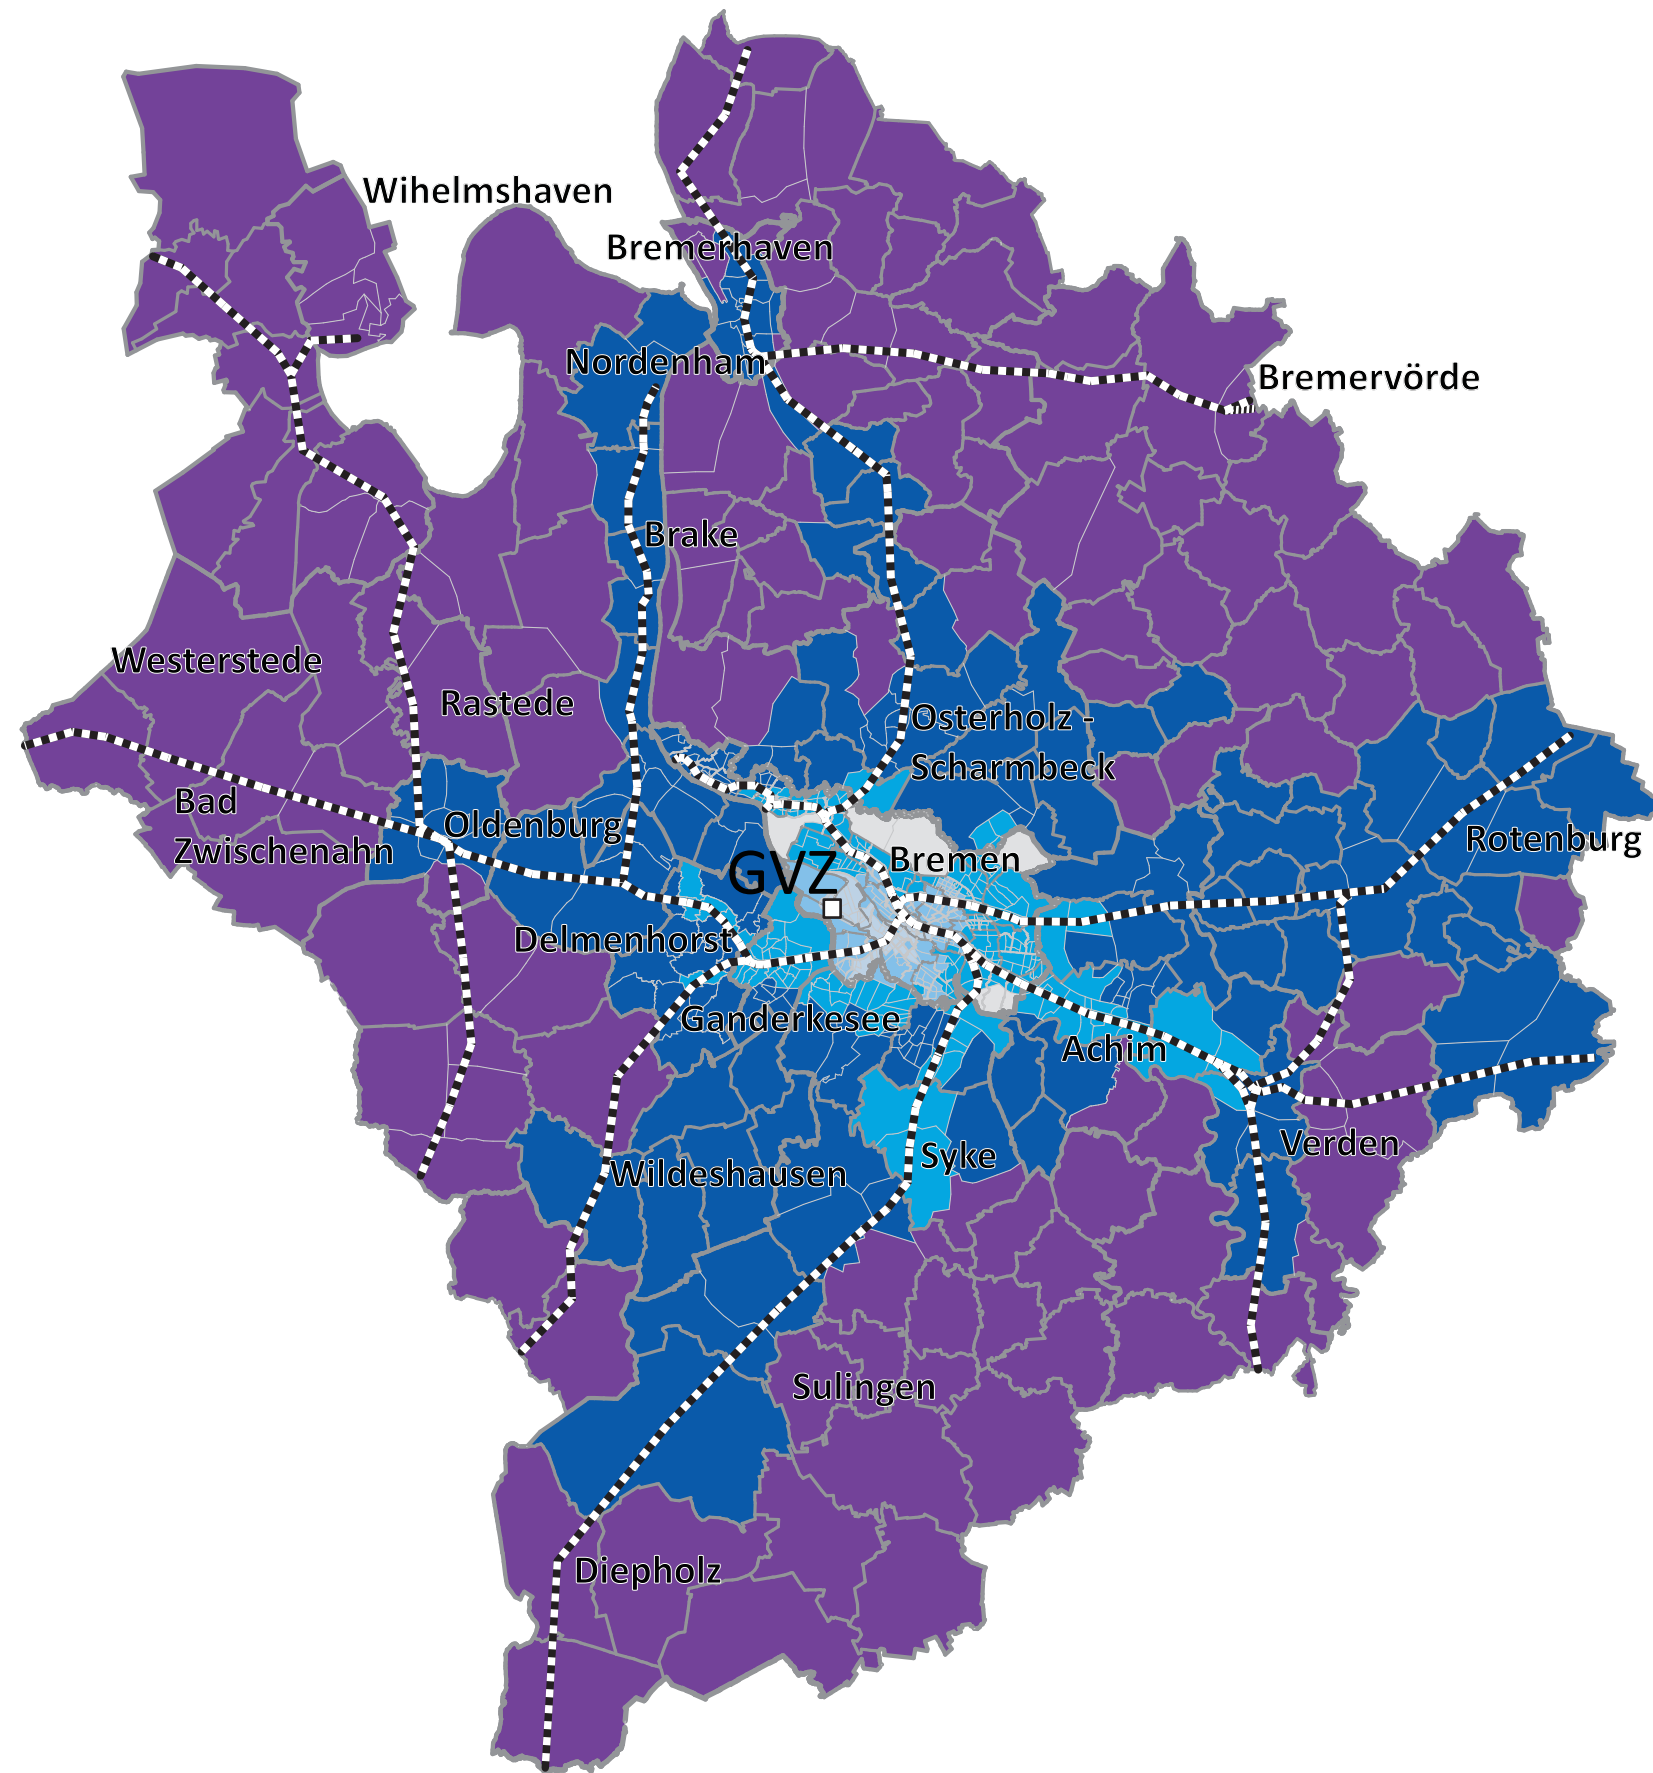 Wihelmshaven
Bremerhaven
Nordenham
Bremervörde
Brake
Westerstede
Rastede
Osterholz -
Scharmbeck
Bad
Zwischenahn
Oldenburg
Rotenburg
GVZ
Bremen
Delmenhorst
Ganderkesee
Achim
Verden
Syke
Wildeshausen
Sulingen
Diepholz